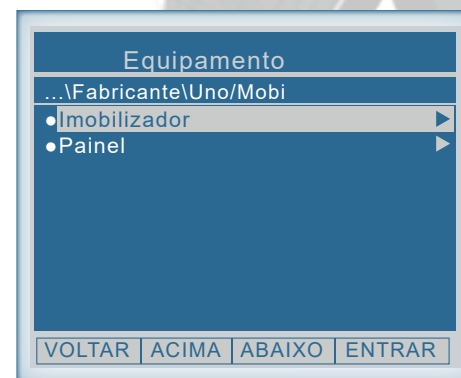 Equipamento
...\Fabricante\Uno/Mobi
●Imobilizador
●Painel
VOLTAR ACIMA ABAIXO ENTRAR